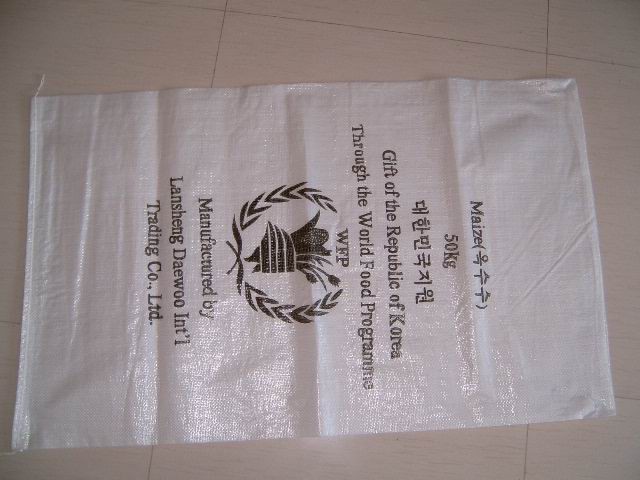 Maize(옥수수)
50kg
대한민국지원
Gift of the Republic of Korea
Through the World Food Programme
WFP
Manufactured by
Lansheng Daewoo Int'l
Trading Co., Ltd.